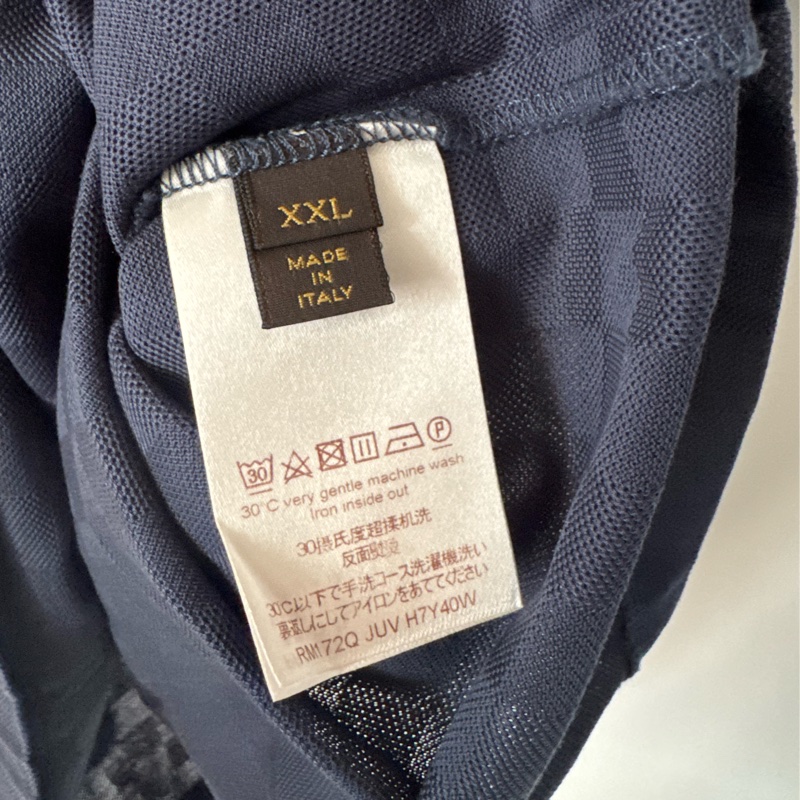 XXL
MADE
IN
ITALY
30
P
30°C very gentle machine wash
Iron inside out
30摄氏度超柔机洗
反面熨烫
30℃以下で手洗コース洗濯機洗い
裏返しにしてアイロンをあててください
RM172Q JUV H7Y40W